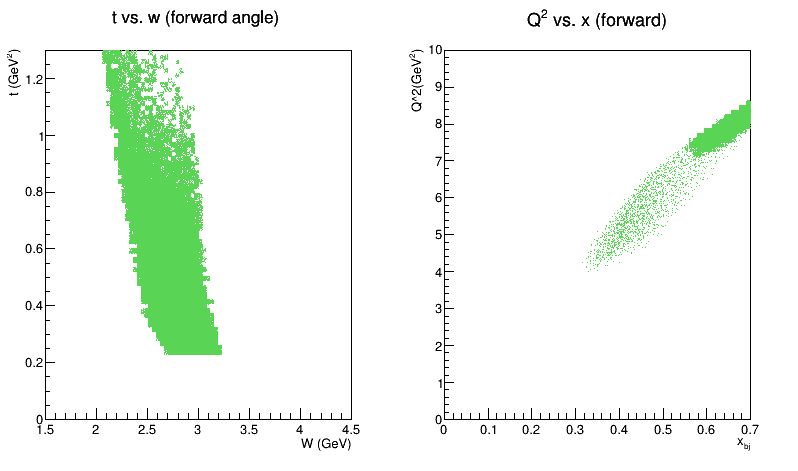 t vs. w (forward angle)
t (GeV²)
1.2
1
0.8
0.6
0.4
0.2
0
1.5 2 2.5 3 3.5 4 4.5
W (GeV)
Q² vs. x (forward)
Q^2(GeV²)
10
9
8
7
6
5
4
3
2
1
0
0 0.1 0.2 0.3 0.4 0.5 0.6 0.7
x_bj